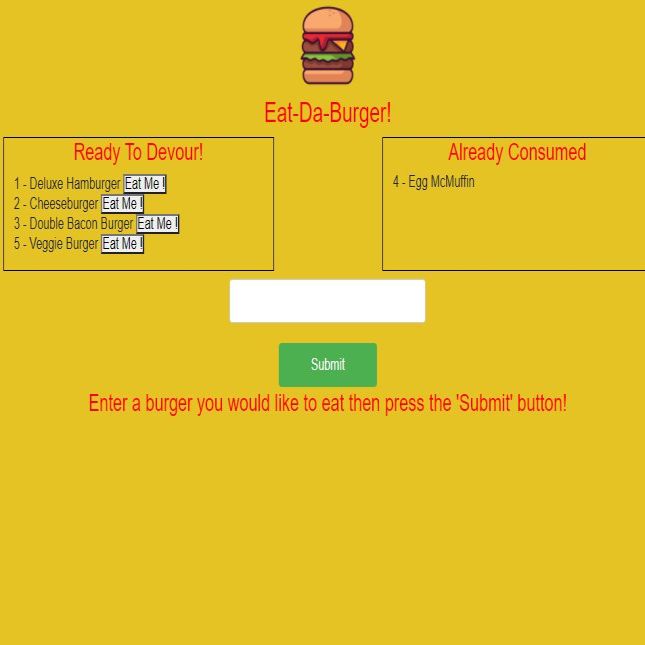 Eat-Da-Burger!
Ready To Devour!
1 - Deluxe Hamburger Eat Me !
2 - Cheeseburger Eat Me !
3 - Double Bacon Burger Eat Me !
5 - Veggie Burger Eat Me !
Already Consumed
4 - Egg McMuffin
Submit
Enter a burger you would like to eat then press the 'Submit' button!